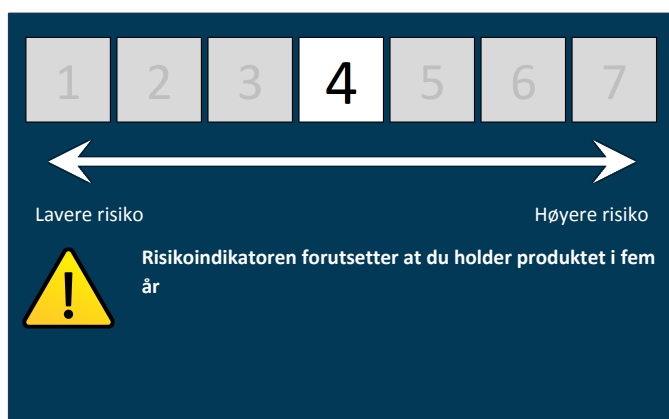 1 2 3 4 5 6 7
Lavere risiko Høyere risiko
Risikoindikatoren forutsetter at du holder produktet i fem
år